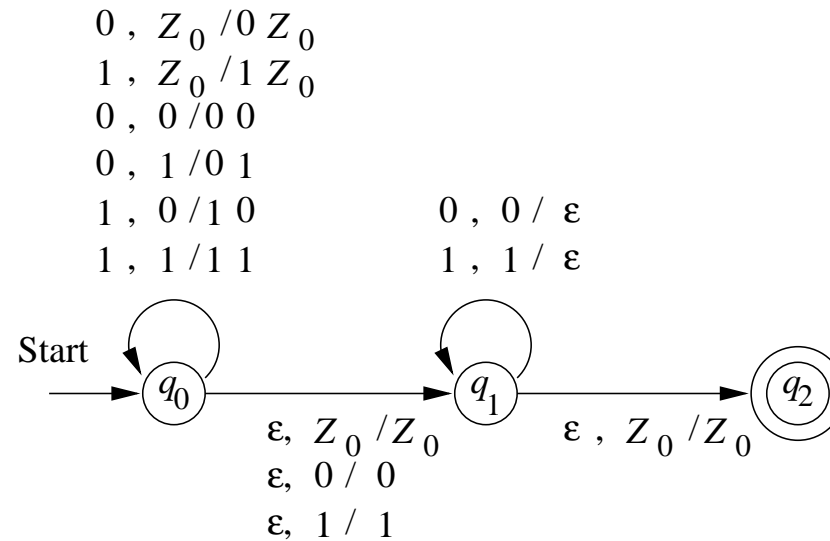 0 , Z₀ / 0 Z₀
1 , Z₀ / 1 Z₀
0 , 0 / 0 0
0 , 1 / 0 1
1 , 0 / 1 0
1 , 1 / 1 1
0 , 0 / ε
1 , 1 / ε
Start
q₀
q₁
q₂
ε, Z₀ / Z₀
ε, 0 / 0
ε, 1 / 1
ε , Z₀ / Z₀